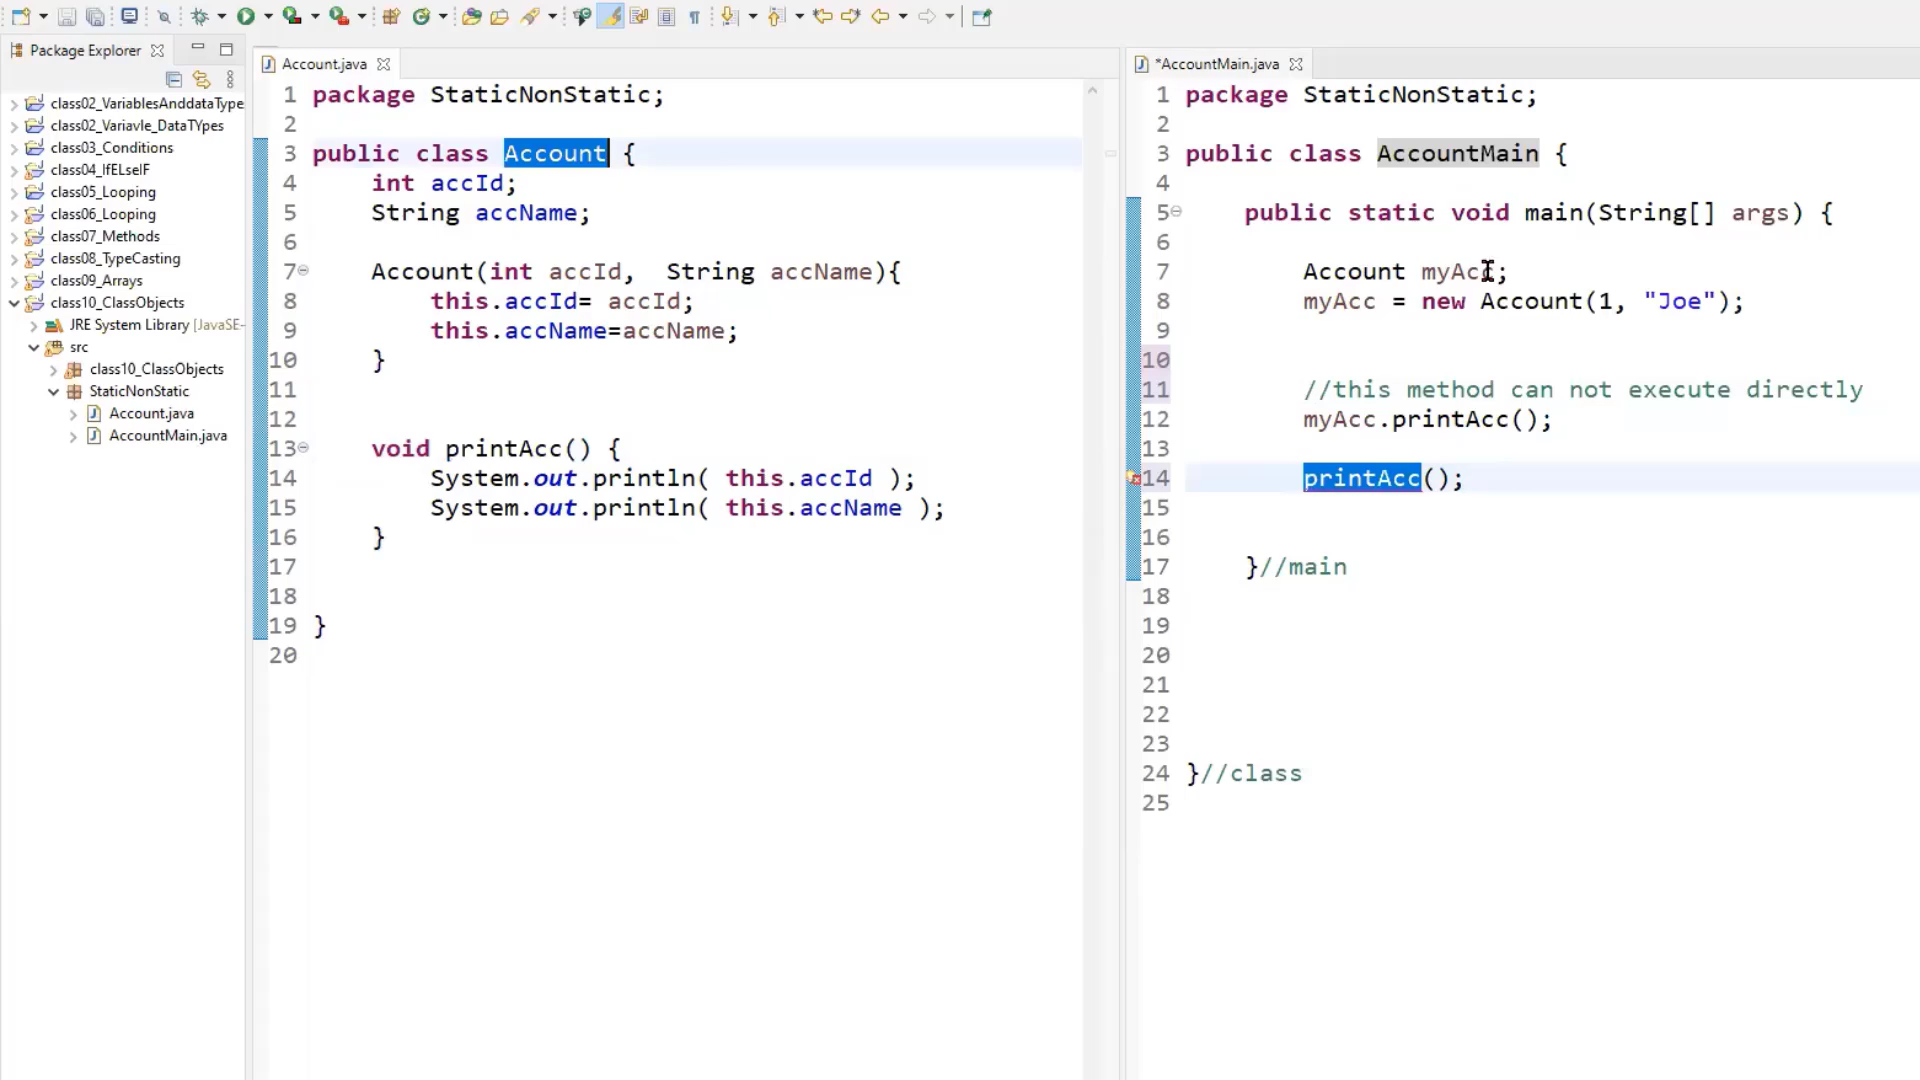 Package Explorer
class02_VariablesAnddataType
class02_Variavle_DataTYpes
class03_Conditions
class04_IfELselF
class05_Looping
class06_Looping
class07_Methods
class08_TypeCasting
class09_Arrays
class10_ClassObjects
JRE System Library [JavaSE-
src
class10_ClassObjects
StaticNonStatic
Account.java
AccountMain.java
Account.java
1 package StaticNonStatic;
2
3 public class Account {
4 int accId;
5 String accName;
6
7 Account(int accId,  String accName){
8 this.accId= accId;
9 this.accName=accName;
10 }
11
12
13 void printAcc() {
14 System.out.println( this.accId );
15 System.out.println( this.accName );
16 }
17
18
19 }
20
*AccountMain.java
1 package StaticNonStatic;
2
3 public class AccountMain {
4
5 public static void main(String[] args) {
6
7 Account myAcc;
8 myAcc = new Account(1, "Joe");
9
10
11 //this method can not execute directly
12 myAcc.printAcc();
13
14 printAcc();
15
16
17 }//main
18
19
20
21
22
23
24 }//class
25